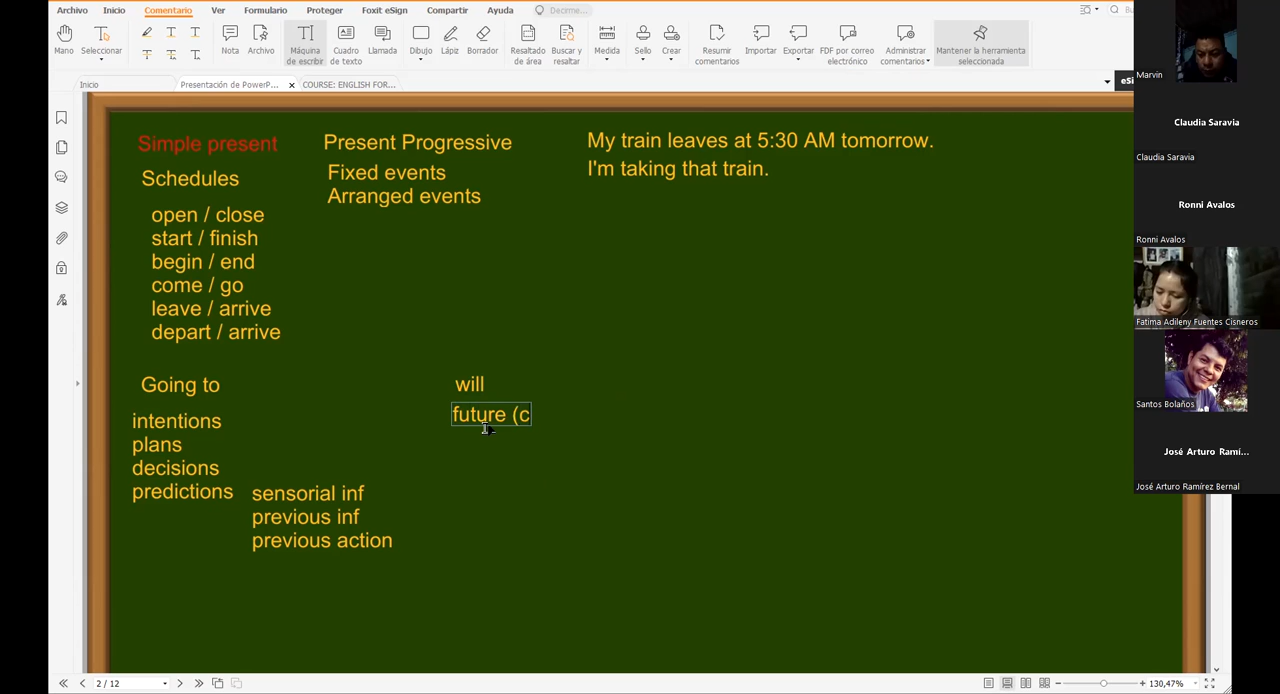 Archivo Inicio Comentario Ver Formulario Proteger Foxit eSign Compartir Ayuda Decirme...
Mano Seleccionar Nota Archivo Máquina de escribir Cuadro de texto Llamada Dibujo Lápiz Borrador Resaltado de área Buscar y resaltar Medida Sello Crear Resumir comentarios Importar Exportar FDF por correo electrónico Administrar comentarios Mantener la herramienta seleccionada
Inicio Presentación de PowerP... COURSE: ENGLISH FOR...
Simple present
Schedules
open / close
start / finish
begin / end
come / go
leave / arrive
depart / arrive
Present Progressive
Fixed events
Arranged events
My train leaves at 5:30 AM tomorrow.
I'm taking that train.
Going to
intentions
plans
decisions
predictions
sensorial inf
previous inf
previous action
will
future (c
Marvin
Claudia Saravia
Claudia Saravia
Ronni Avalos
Ronni Avalos
Fatima Adileny Fuentes Cisneros
Santos Bolaños
José Arturo Ramí...
José Arturo Ramírez Bernal
2 / 12
130,47%